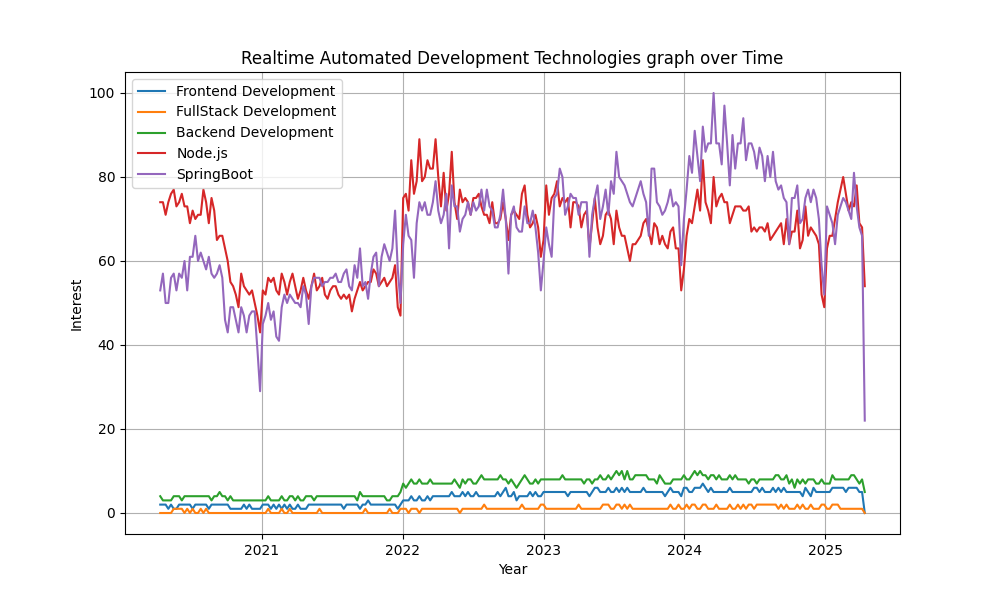 Realtime Automated Development Technologies graph over Time
Frontend Development
FullStack Development
Backend Development
Node.js
SpringBoot
100
80
60
40
20
0
Interest
2021 2022 2023 2024 2025
Year